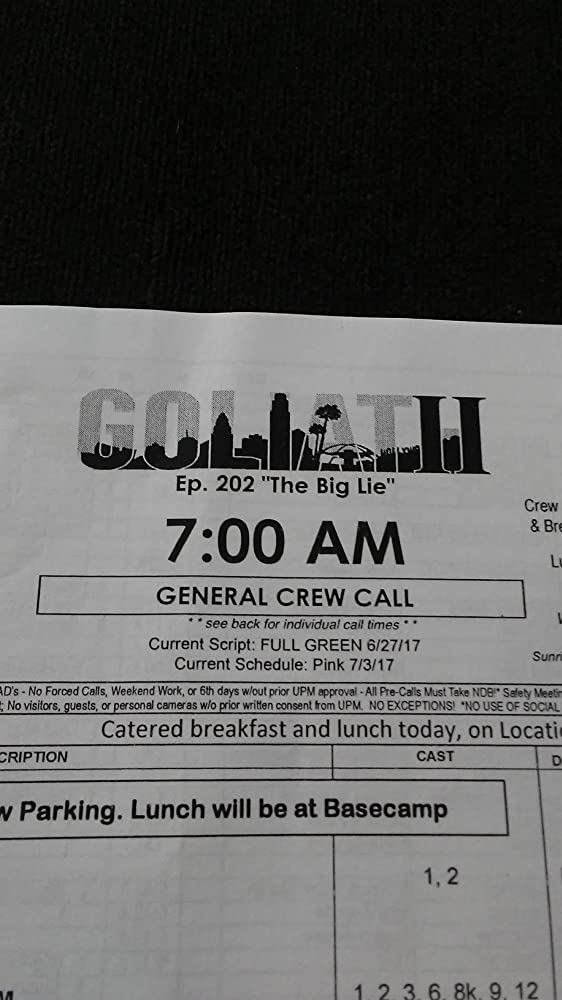 GOLIATH
HOLLYWO
Ep. 202 "The Big Lie"
Crew
7:00 AM
& Bre
Lu
GENERAL CREW CALL
**see back for individual call times**
Current Script: FULL GREEN 6/27/17
Current Schedule: Pink 7/3/17
Sunri
AD's - No Forced Calls, Weekend Work, or 6th days w/out prior UPM approval - All Pre-Calls Must Take NDB!* Safety Meetin
; No visitors, guests, or personal cameras w/o prior written consent from UPM. NO EXCEPTIONS! *NO USE OF SOCIAL
Catered breakfast and lunch today, on Locati
CRIPTION CAST D
w Parking. Lunch will be at Basecamp
1, 2
M 1, 2, 3, 6, 8k, 9, 12